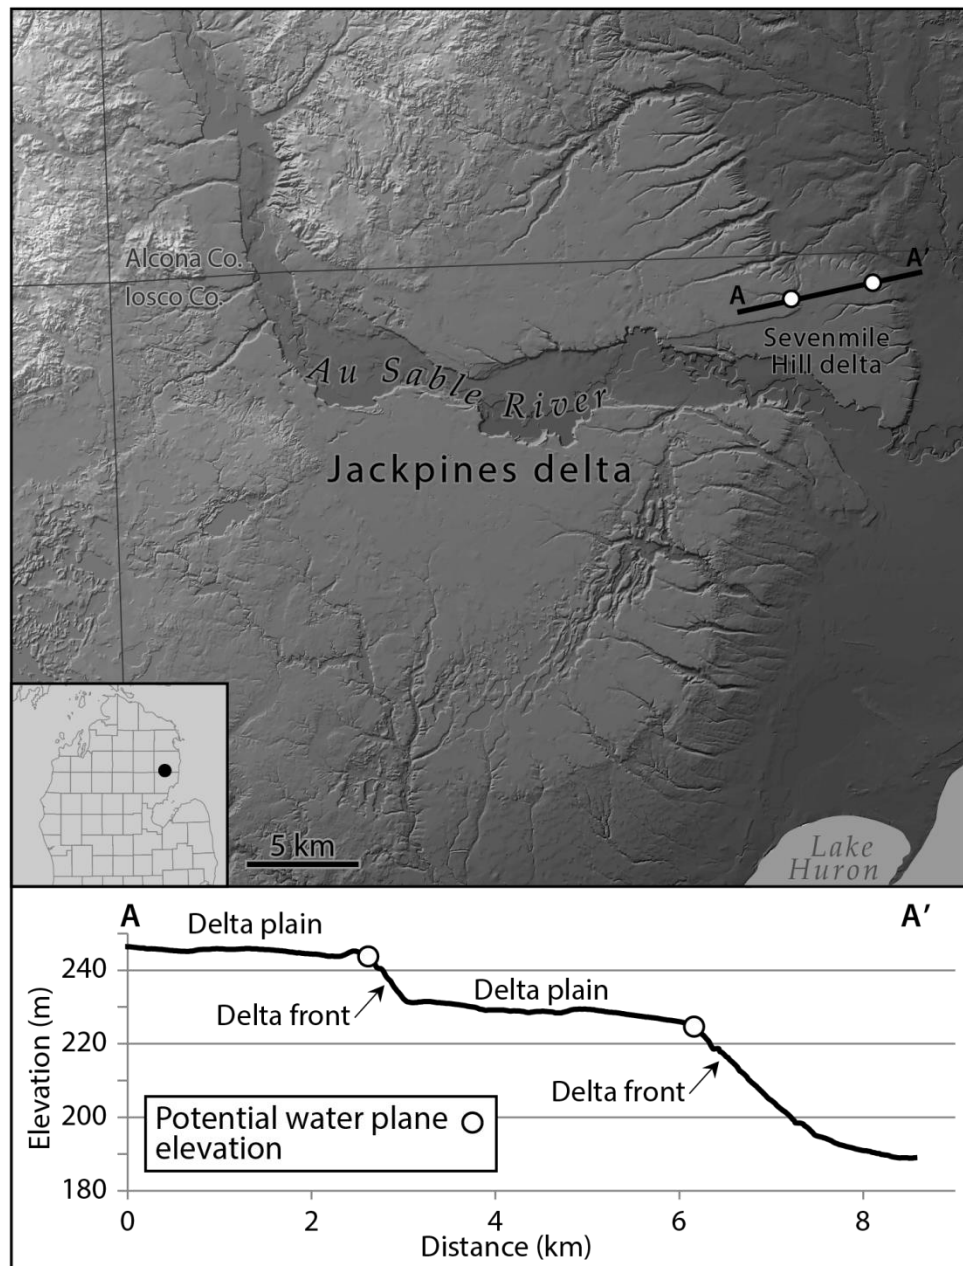 Alcona Co.
Iosco Co.
A
A'
Sevenmile
Hill delta
Au Sable River
Jackpines delta
5 km
Lake
Huron
A
A'
Delta plain
Delta front
Delta plain
Delta front
Potential water plane
elevation
Elevation (m)
240
220
200
180
0
2
4
6
8
Distance (km)